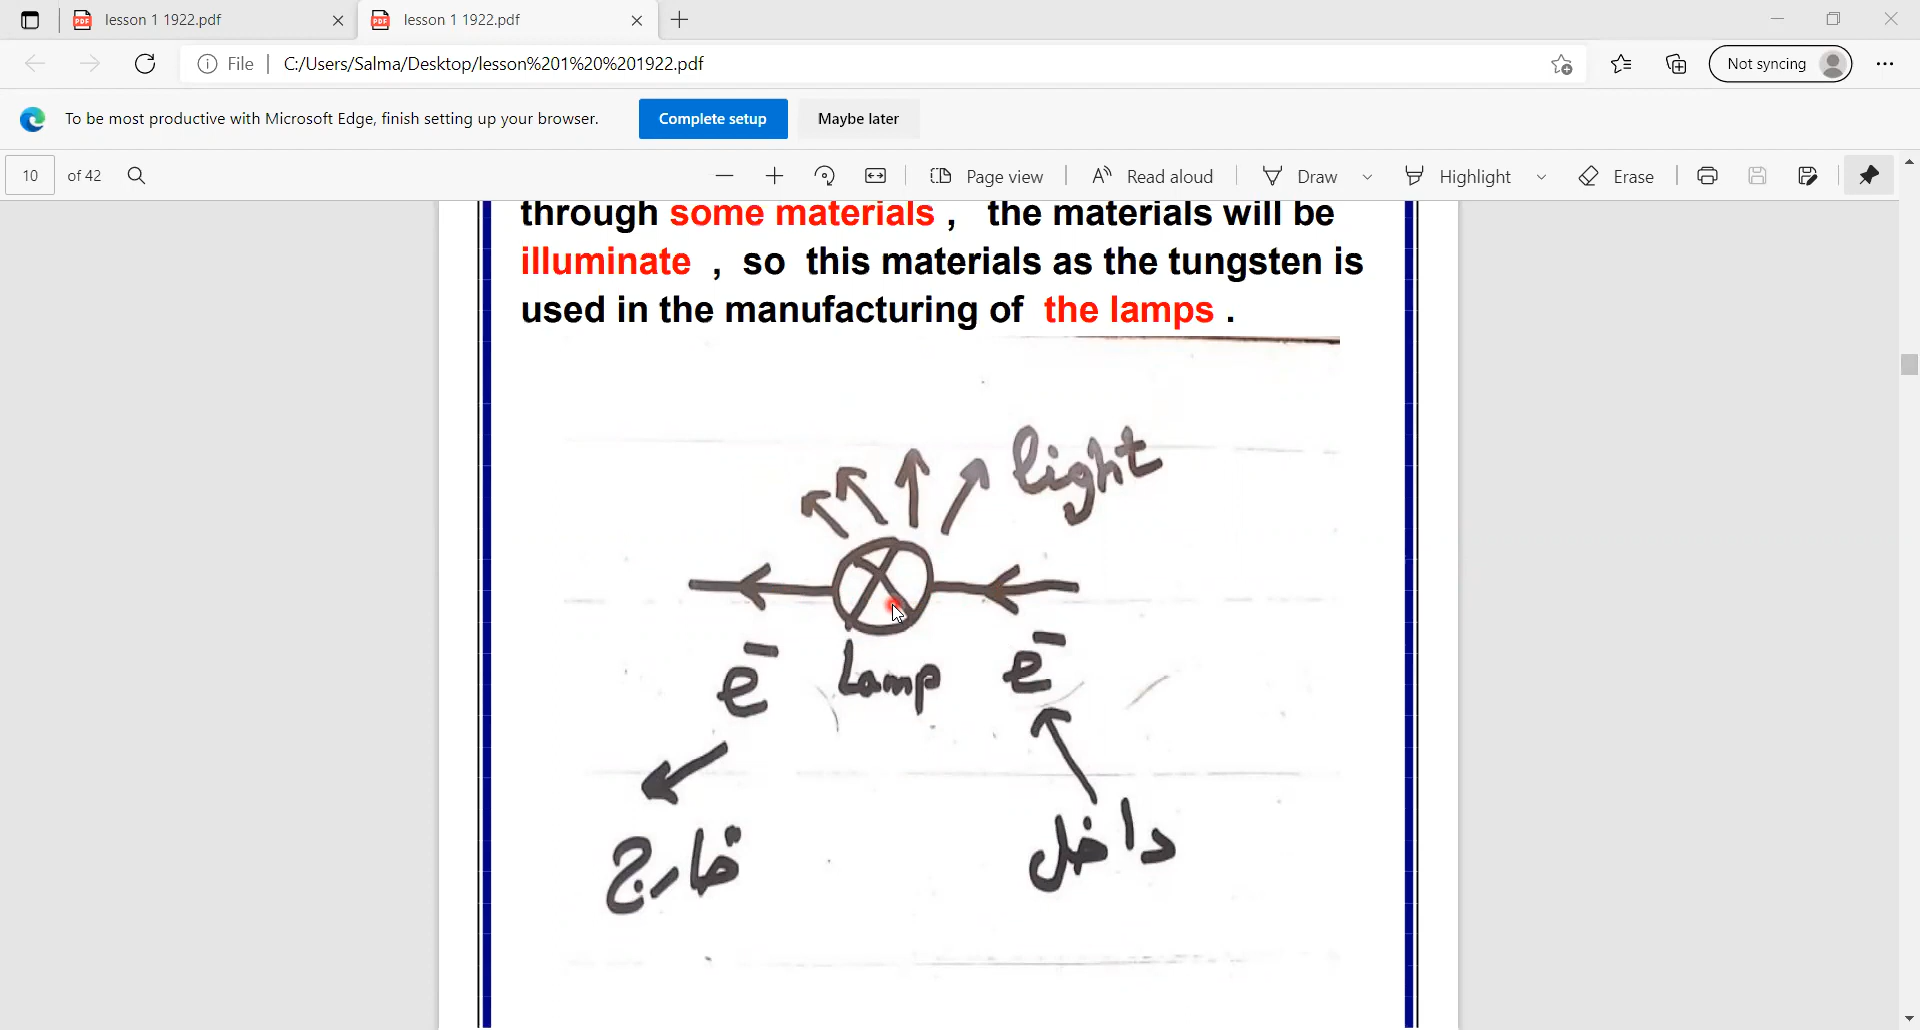 lesson 1 1922.pdf
lesson 1 1922.pdf
File
C:/Users/Salma/Desktop/lesson%201%20%201922.pdf
Not syncing
To be most productive with Microsoft Edge, finish setting up your browser.
Complete setup
Maybe later
10 of 42
Page view
Read aloud
Draw
Highlight
Erase
through some materials , the materials will be
illuminate , so this materials as the tungsten is
used in the manufacturing of the lamps .
light
e⁻ Lamp e⁻
خارج داخل